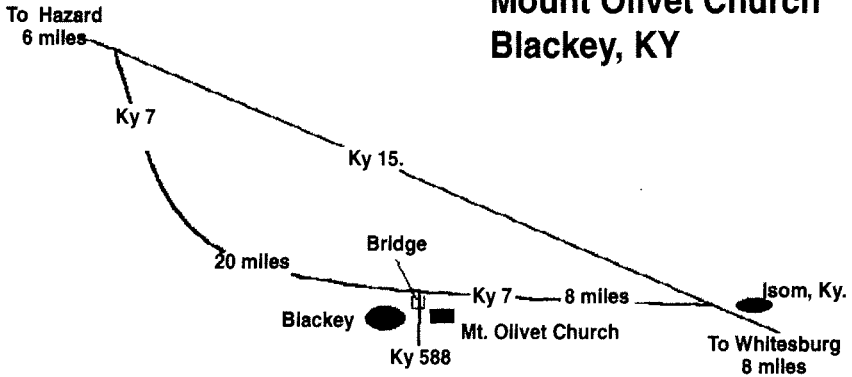 Mount Olivet Church
Blackey, KY
To Hazard
6 miles
Ky 7
Ky 15.
20 miles
Bridge
Ky 7
8 miles
Isom, Ky.
Blackey
Mt. Olivet Church
Ky 588
To Whitesburg
8 miles